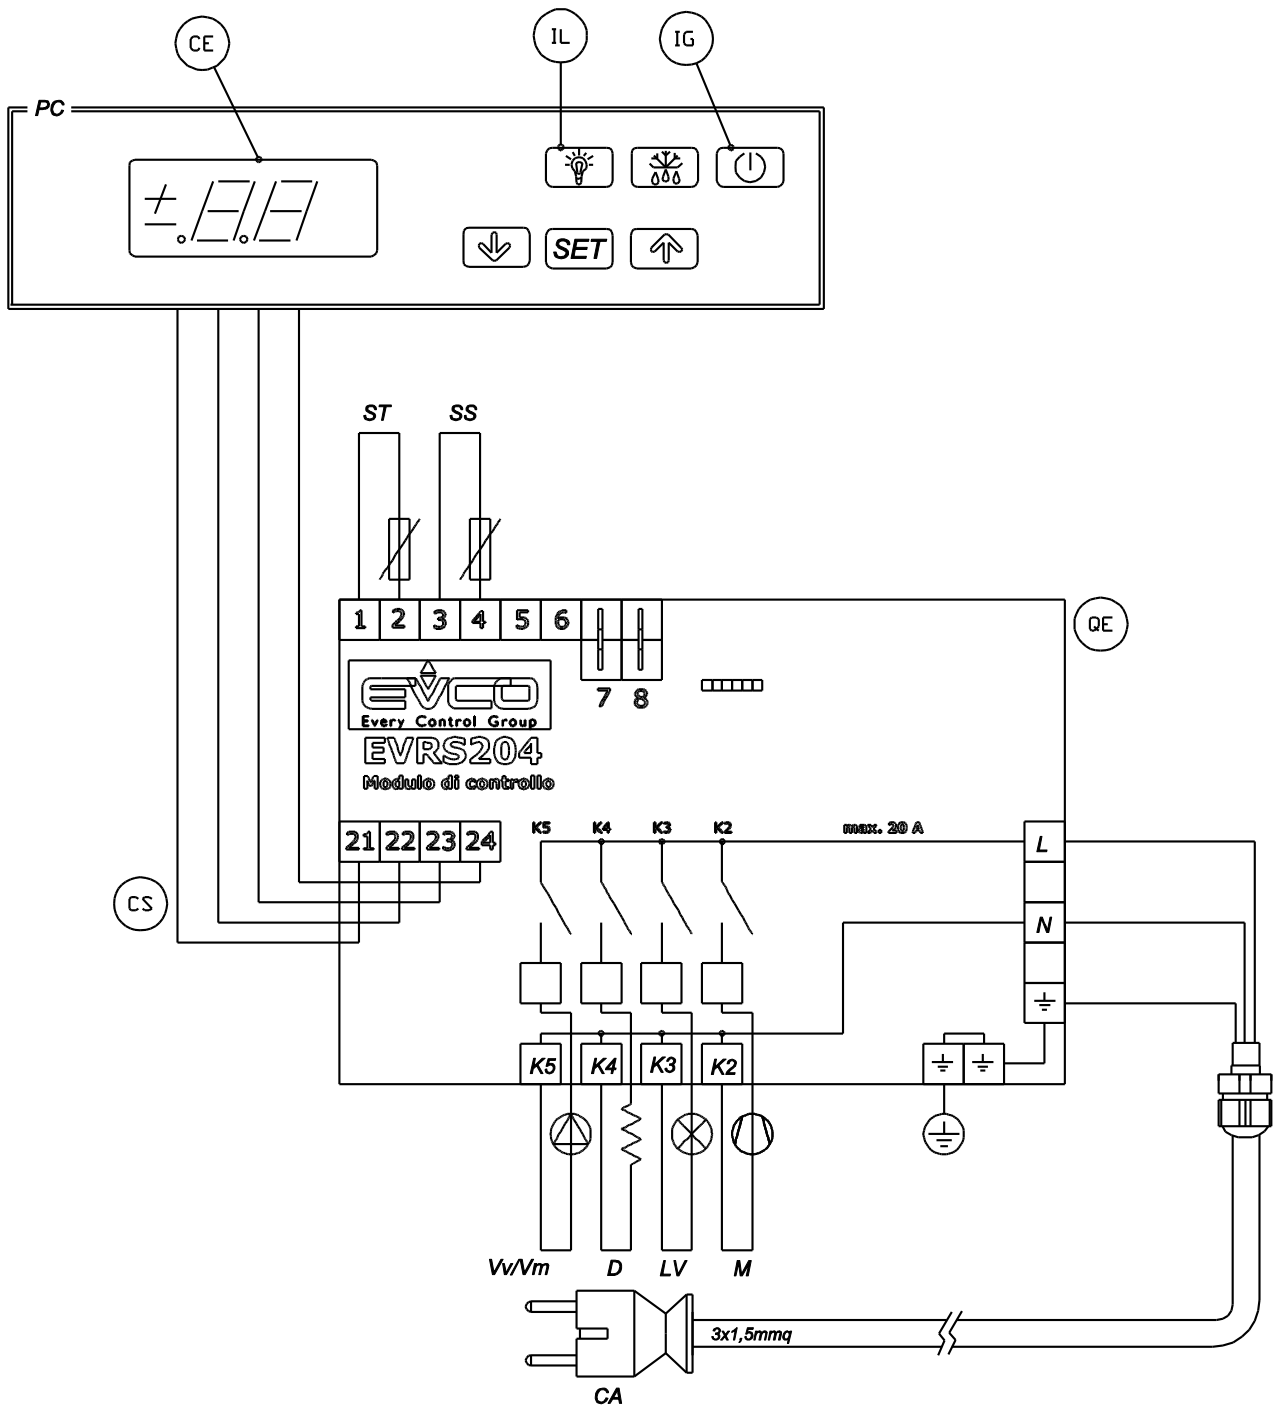 CE
IL
IG
PC
SET
ST
SS
1 2 3 4 5 6
7 8
QE
EVCO
Every Control Group
EVRS204
Modulo di controllo
K5 K4 K3 K2 max. 20 A
21 22 23 24
L
CS
N
K5 K4 K3 K2
Vv/Vm D LV M
3x1,5mmq
CA